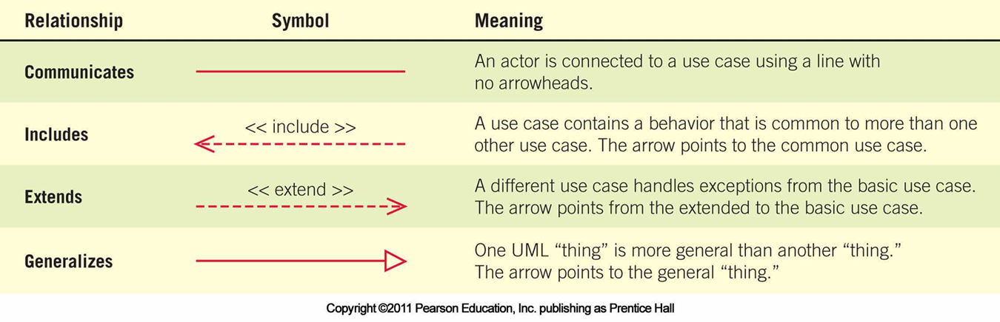 Relationship Symbol Meaning
Communicates
An actor is connected to a use case using a line with
no arrowheads.
Includes
<< include >>
A use case contains a behavior that is common to more than one
other use case. The arrow points to the common use case.
Extends
<< extend >>
A different use case handles exceptions from the basic use case.
The arrow points from the extended to the basic use case.
Generalizes
One UML “thing” is more general than another “thing.”
The arrow points to the general “thing.”
Copyright ©2011 Pearson Education, Inc. publishing as Prentice Hall